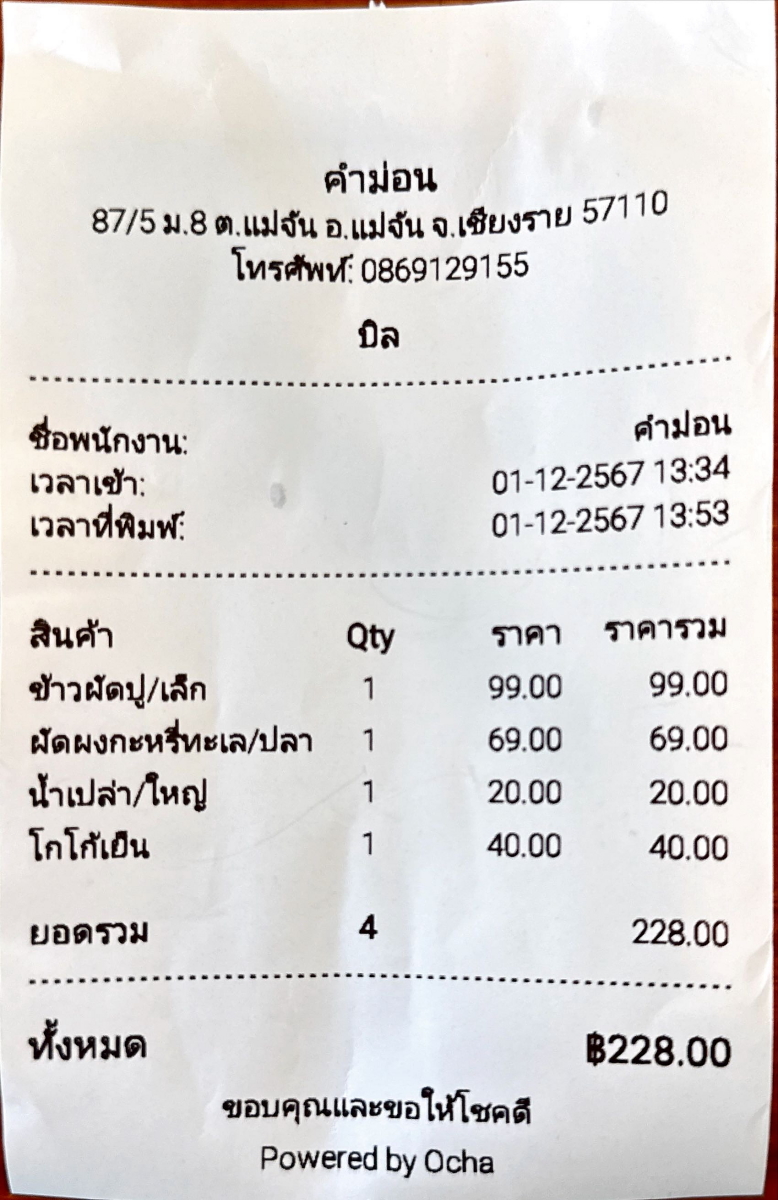 คำม่อน
87/5 ม.8 ต.แม่จัน อ.แม่จัน จ.เชียงราย 57110
โทรศัพท์: 0869129155
บิล
ชื่อพนักงาน: คำม่อน
เวลาเข้า: 01-12-2567 13:34
เวลาที่พิมพ์: 01-12-2567 13:53
สินค้า Qty ราคา ราคารวม
ข้าวผัดปู/เล็ก 1 99.00 99.00
ผัดผงกะหรี่ทะเล/ปลา 1 69.00 69.00
น้ำเปล่า/ใหญ่ 1 20.00 20.00
โกโก้เย็น 1 40.00 40.00
ยอดรวม 4 228.00
ทั้งหมด ฿228.00
ขอบคุณและขอให้โชคดี
Powered by Ocha